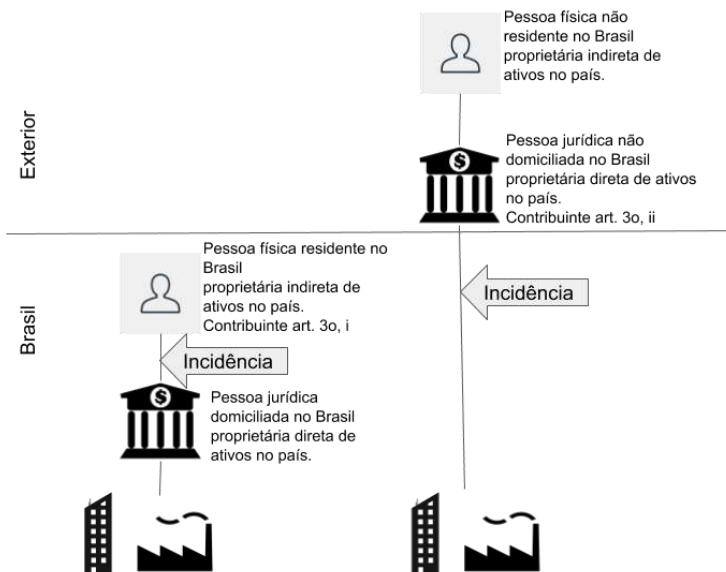 Pessoa física não
residente no Brasil
proprietária indireta de
ativos no país.
Exterior
Pessoa jurídica não
domiciliada no Brasil
proprietária direta de ativos
no país.
Contribuinte art. 3o, ii
Pessoa física residente no
Brasil
proprietária indireta de
ativos no país.
Contribuinte art. 3o, i
Incidência
Brasil
Incidência
Pessoa jurídica
domiciliada no Brasil
proprietária direta de
ativos no país.